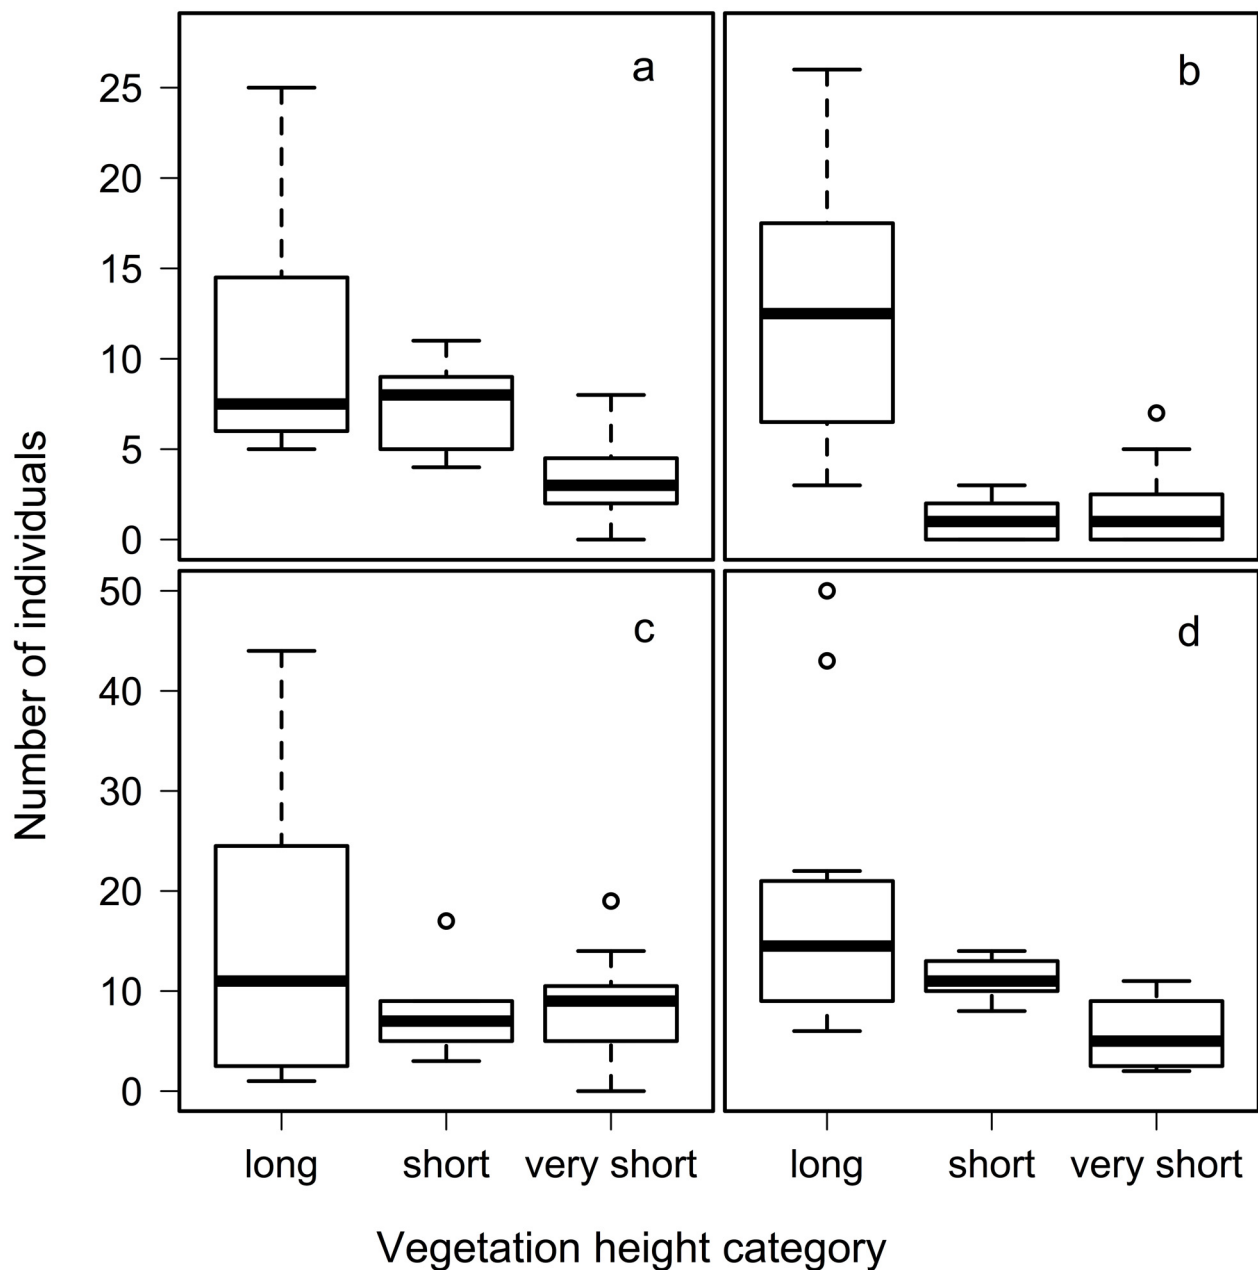 a
b
25
20
15
10
5
0
c
d
50
40
30
20
10
0
long short very short long short very short
Number of individuals
Vegetation height category